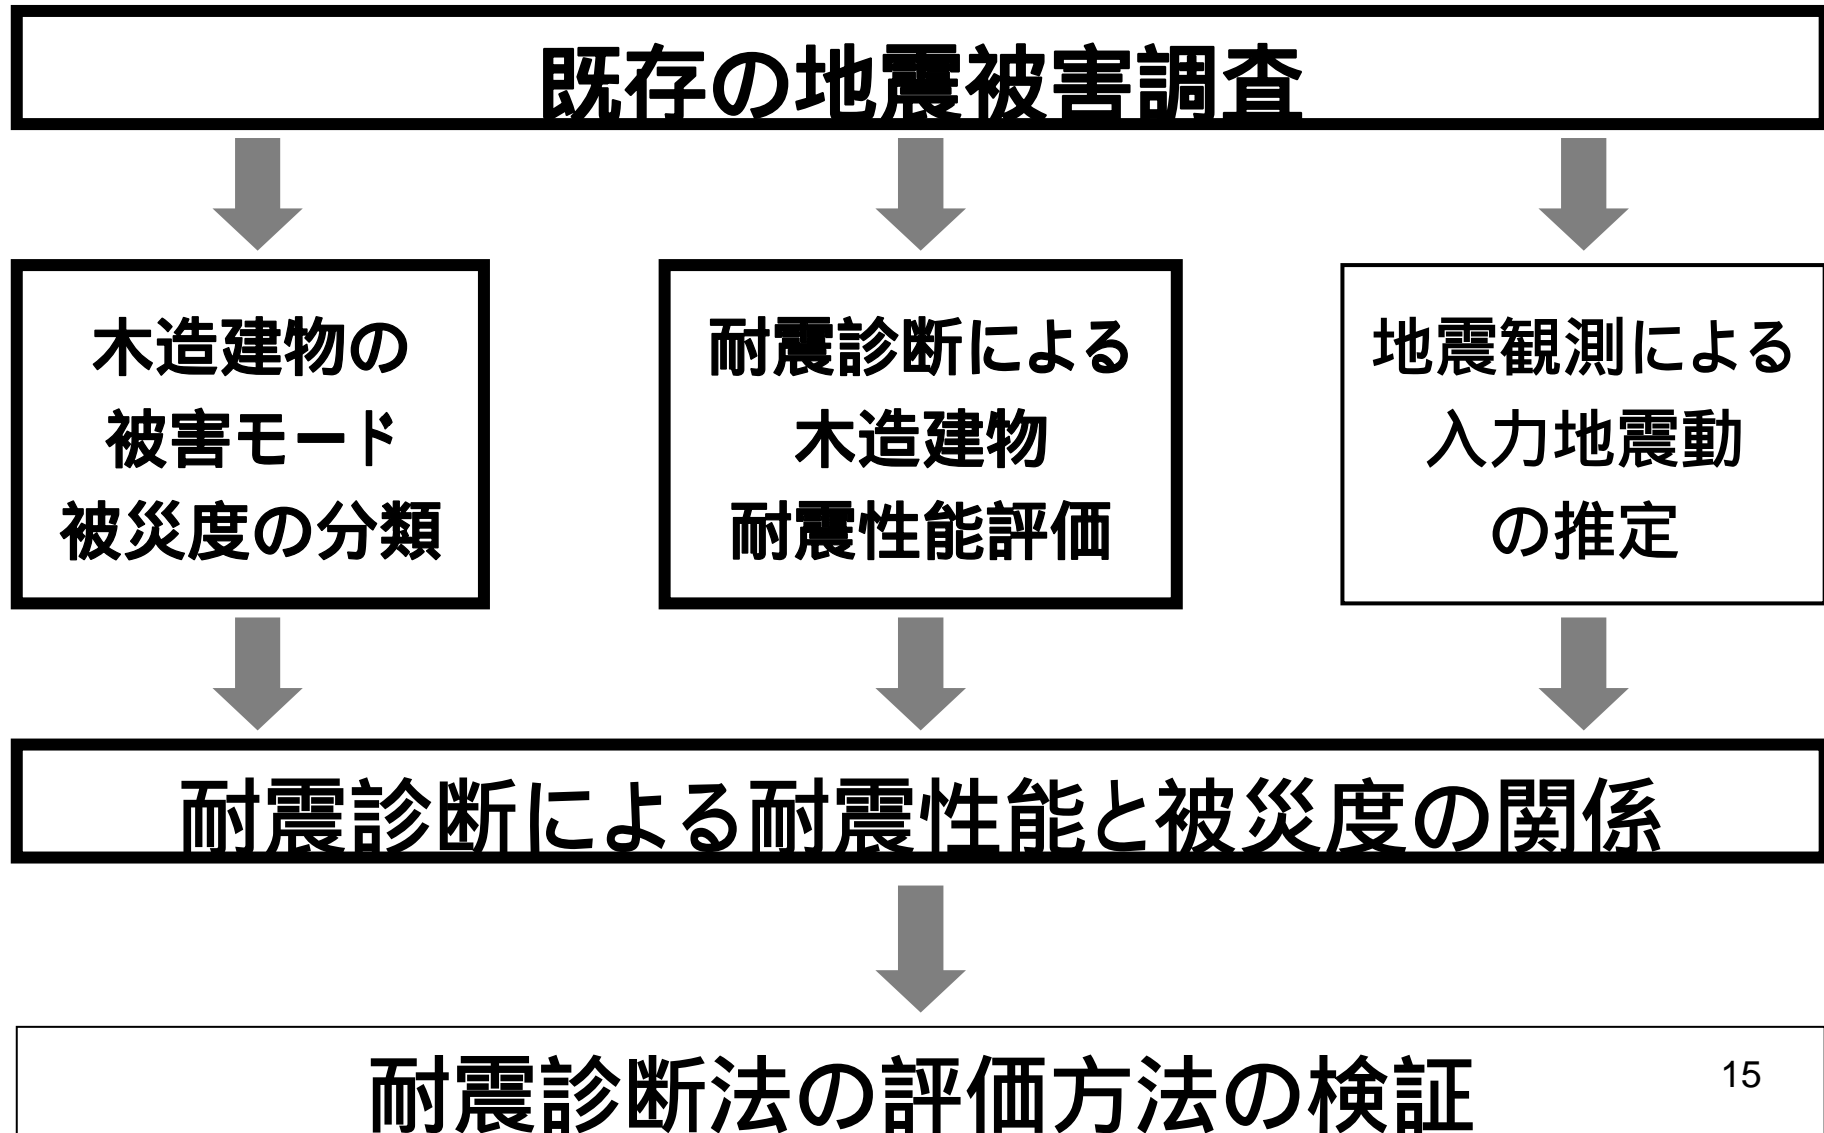 既存の地震被害調査
木造建物の
被害モード
被災度の分類
耐震診断による
木造建物
耐震性能評価
地震観測による
入力地震動
の推定
耐震診断による耐震性能と被災度の関係
耐震診断法の評価方法の検証
15